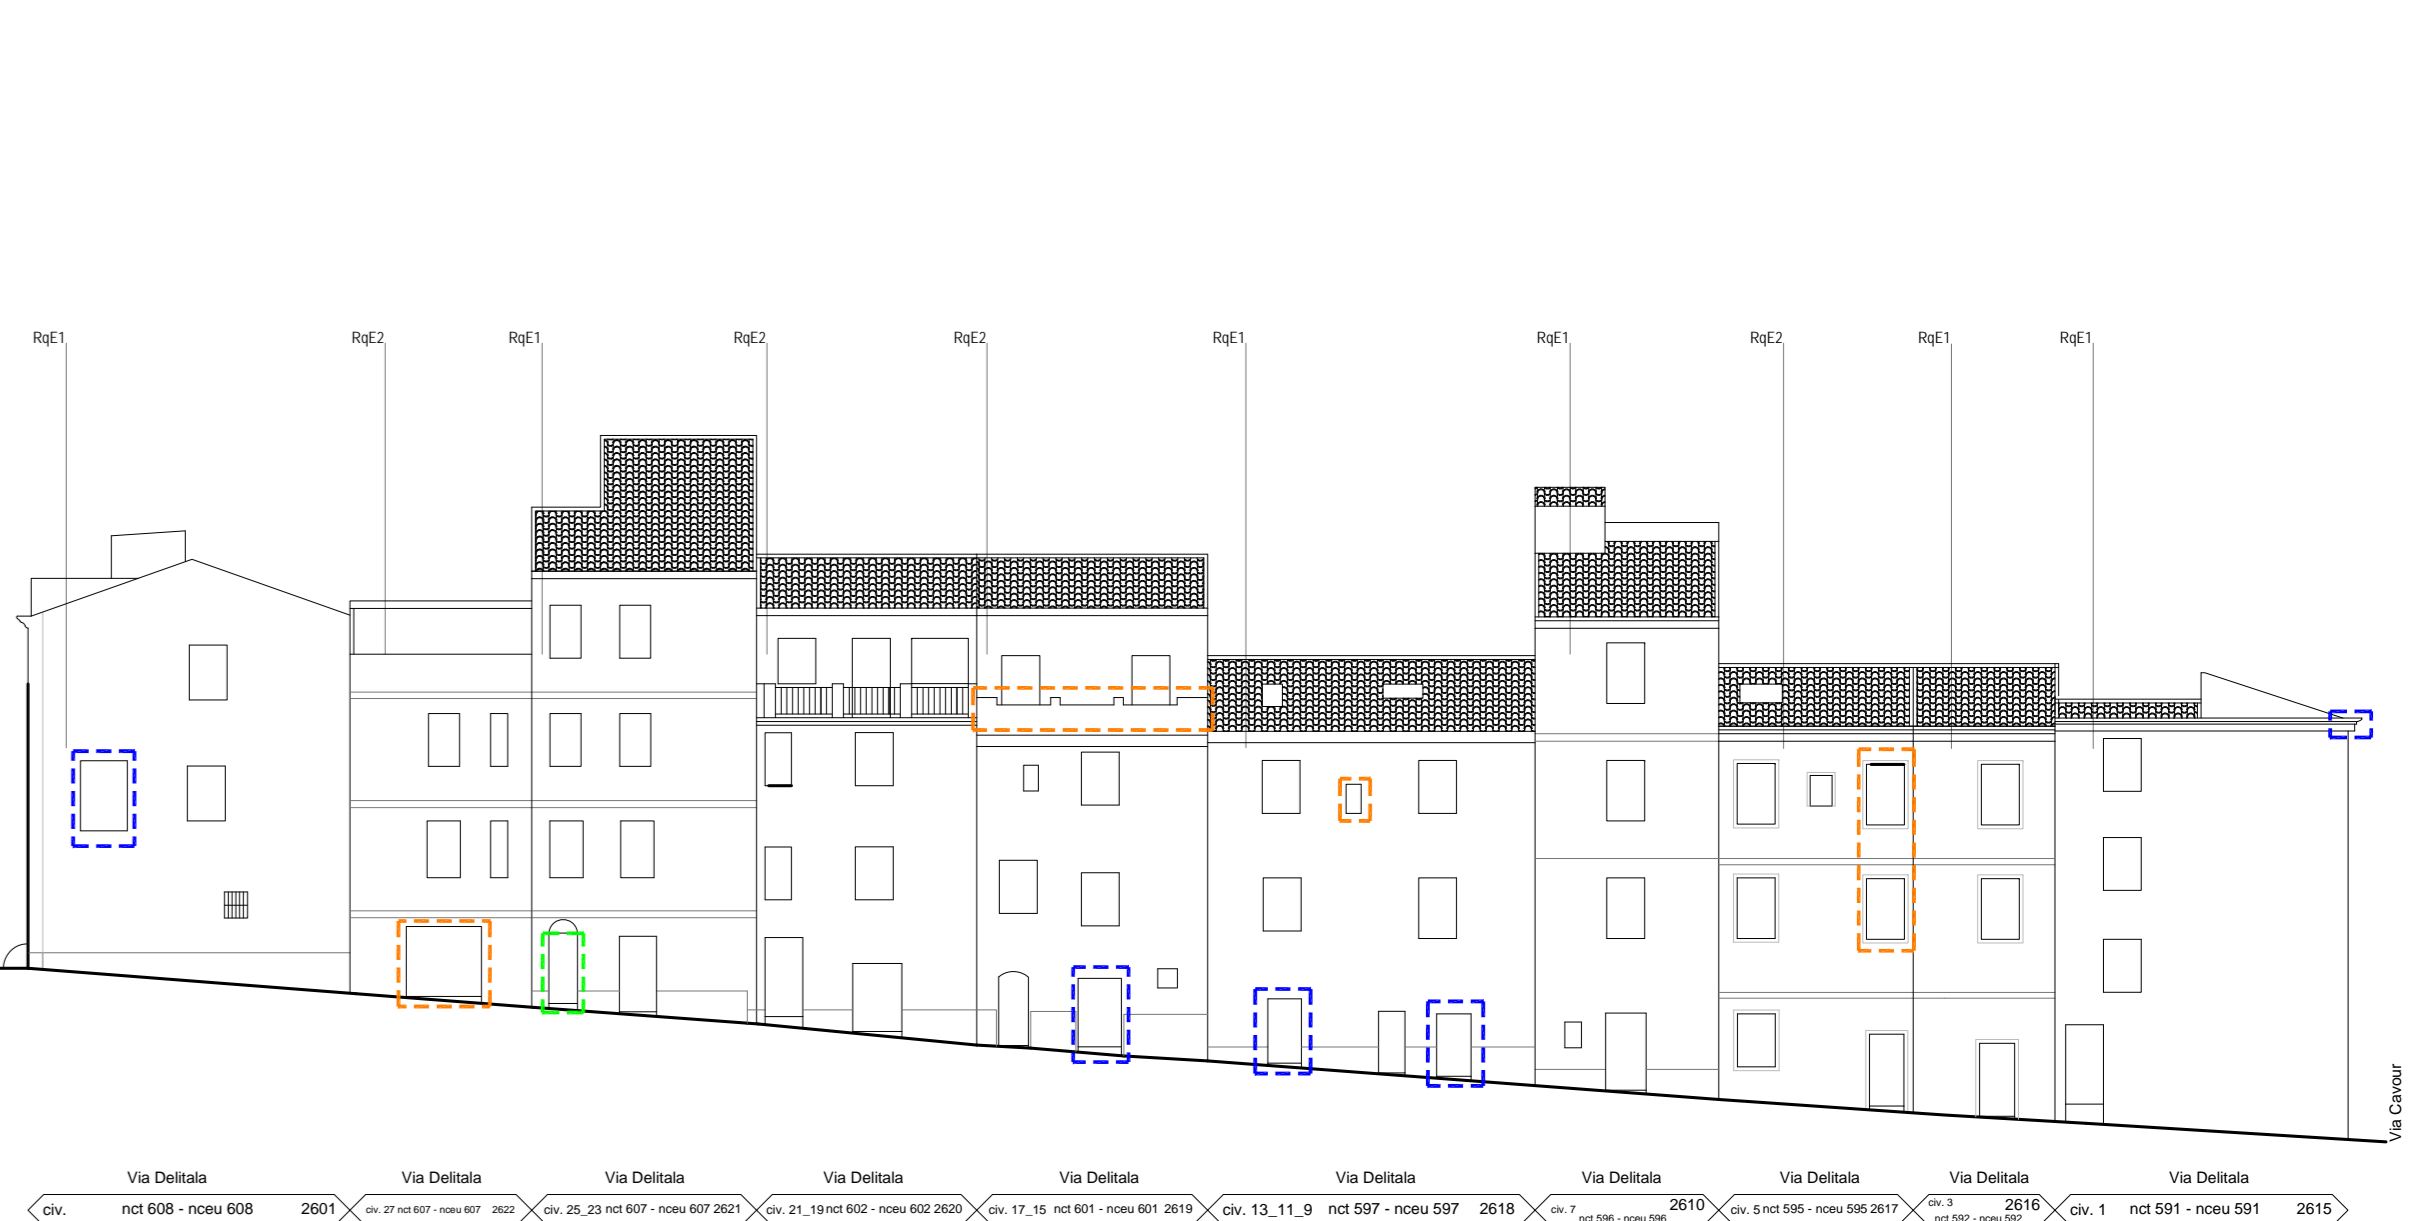 RqE1 RqE2 RqE1 RqE2 RqE2 RqE1 RqE1 RqE2 RqE1 RqE1
Via Cavour
Via Delitala Via Delitala Via Delitala Via Delitala Via Delitala Via Delitala Via Delitala Via Delitala Via Delitala Via Delitala
civ. nct 608 - nceu 608 2601
civ. 27 nct 607 - nceu 607 2622
civ. 25_23 nct 607 - nceu 607 2621
civ. 21_19 nct 602 - nceu 602 2620
civ. 17_15 nct 601 - nceu 601 2619
civ. 13_11_9 nct 597 - nceu 597 2618
civ. 7 2610
nct 596 - nceu 596
civ. 5 nct 595 - nceu 595 2617
civ. 3 2616
nct 592 - nceu 592
civ. 1 nct 591 - nceu 591 2615